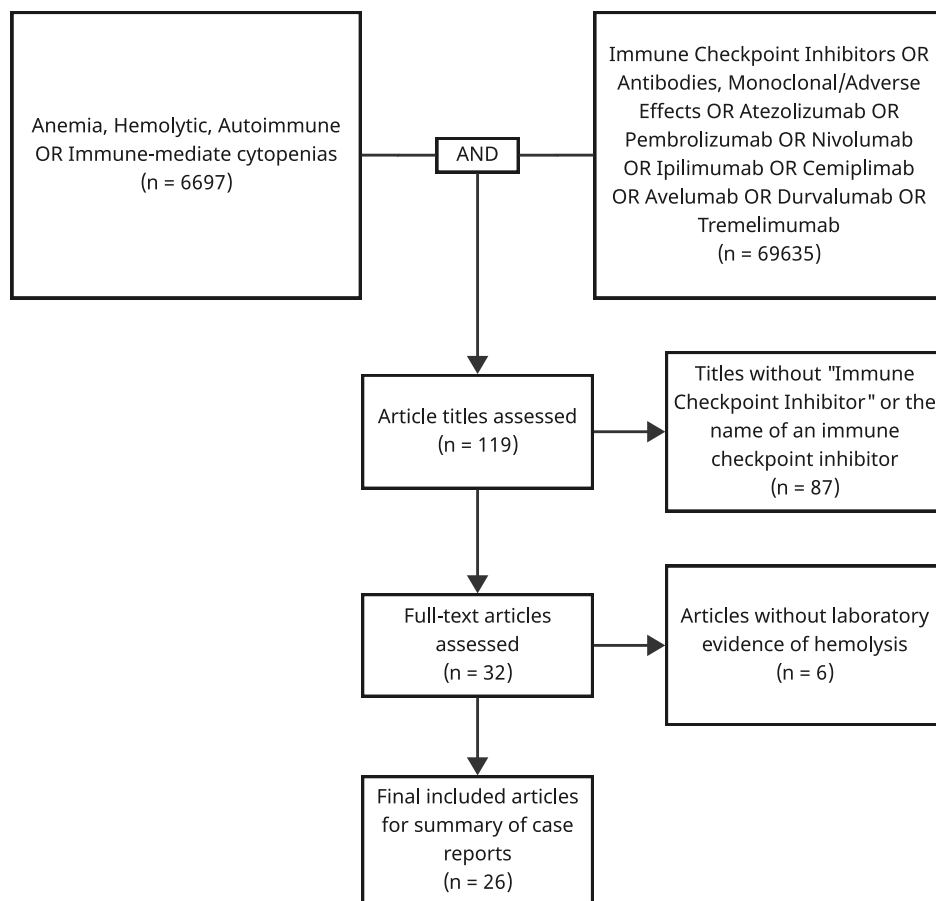 Anemia, Hemolytic, Autoimmune
OR Immune-mediate cytopenias
(n = 6697)
AND
Immune Checkpoint Inhibitors OR
Antibodies, Monoclonal/Adverse
Effects OR Atezolizumab OR
Pembrolizumab OR Nivolumab
OR Ipilimumab OR Cemiplimab
OR Avelumab OR Durvalumab OR
Tremelimumab
(n = 69635)
Article titles assessed
(n = 119)
Titles without "Immune
Checkpoint Inhibitor" or the
name of an immune
checkpoint inhibitor
(n = 87)
Full-text articles
assessed
(n = 32)
Articles without laboratory
evidence of hemolysis
(n = 6)
Final included articles
for summary of case
reports
(n = 26)